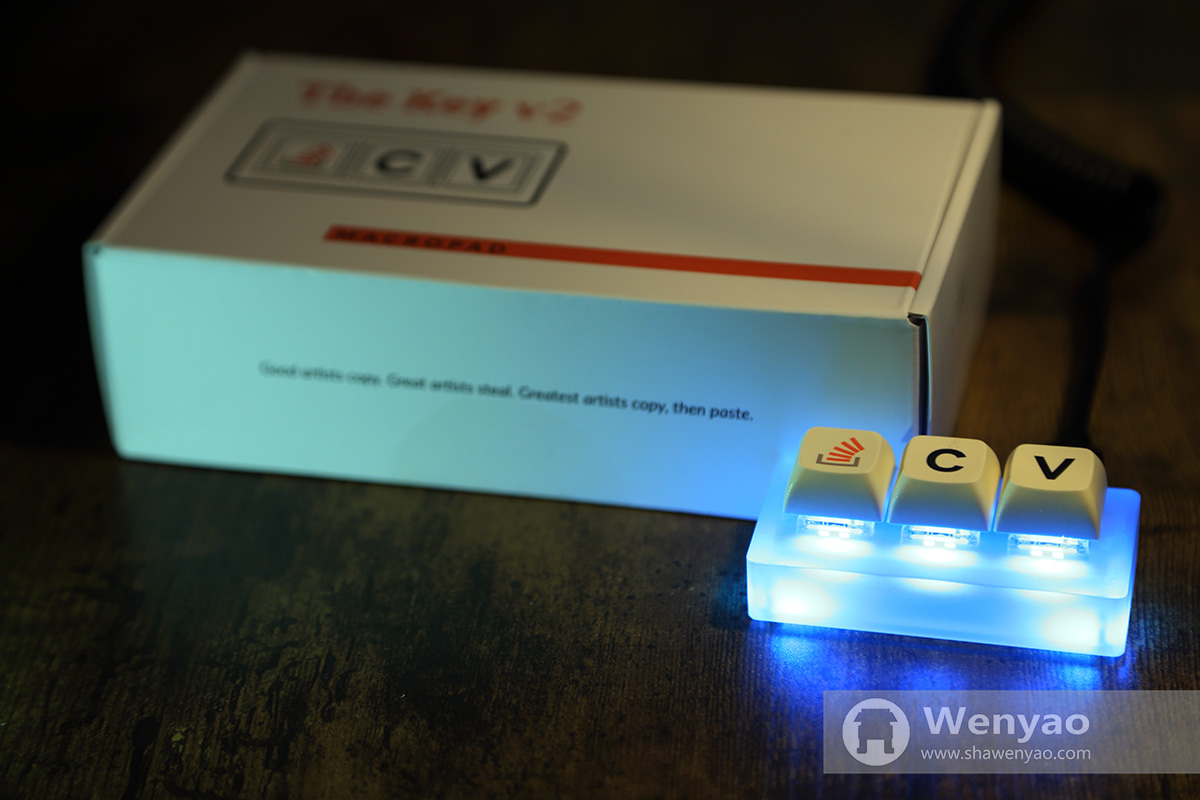 The Key v2
C V
MACROPAD
Good artists copy. Great artists steal. Greatest artists copy, then paste.
C V
Wenyao
www.shawenyao.com